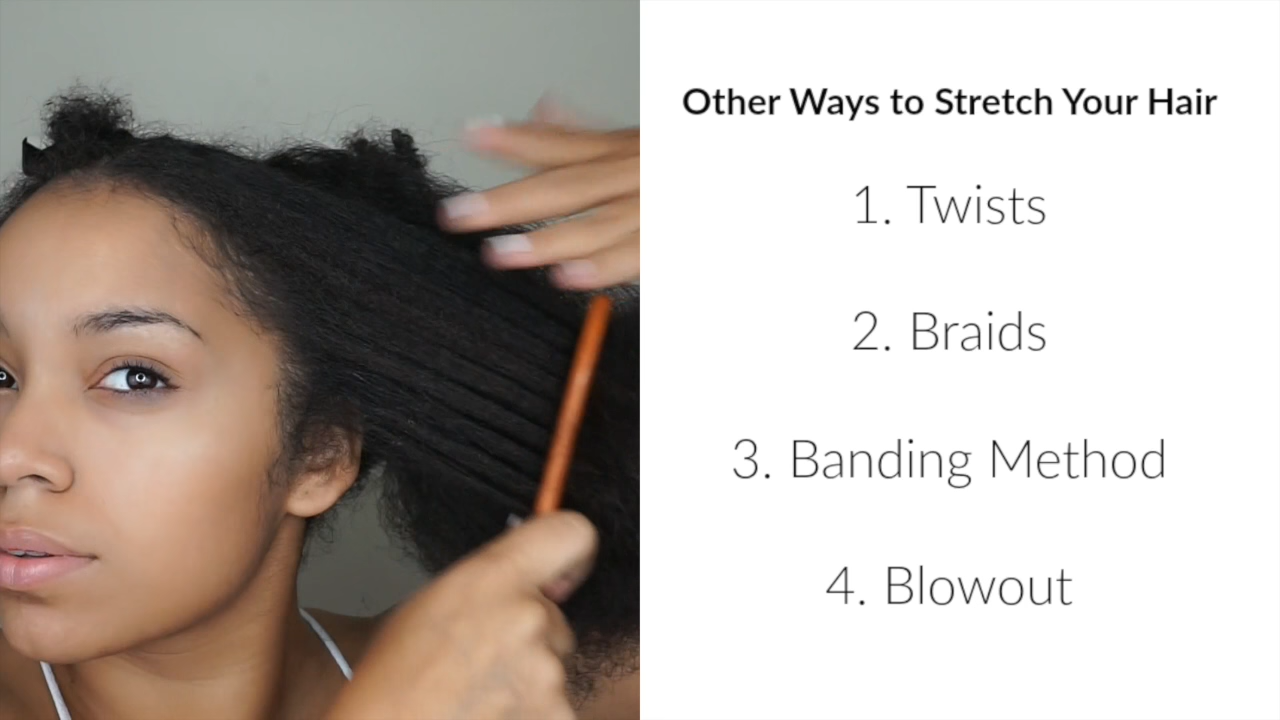 Other Ways to Stretch Your Hair
1. Twists
2. Braids
3. Banding Method
4. Blowout